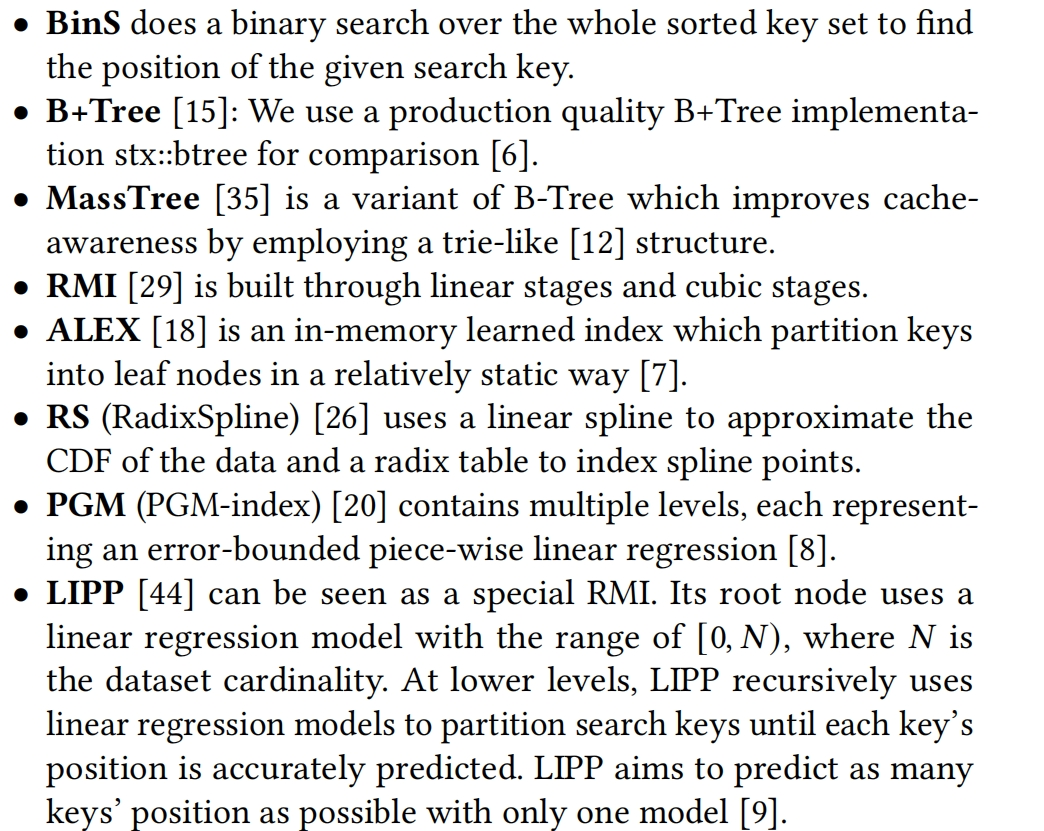 • BinS does a binary search over the whole sorted key set to find
the position of the given search key.
• B+Tree [15]: We use a production quality B+Tree implementa-
tion stx::btree for comparison [6].
• MassTree [35] is a variant of B-Tree which improves cache-
awareness by employing a trie-like [12] structure.
• RMI [29] is built through linear stages and cubic stages.
• ALEX [18] is an in-memory learned index which partition keys
into leaf nodes in a relatively static way [7].
• RS (RadixSpline) [26] uses a linear spline to approximate the
CDF of the data and a radix table to index spline points.
• PGM (PGM-index) [20] contains multiple levels, each represent-
ing an error-bounded piece-wise linear regression [8].
• LIPP [44] can be seen as a special RMI. Its root node uses a
linear regression model with the range of [0, N), where N is
the dataset cardinality. At lower levels, LIPP recursively uses
linear regression models to partition search keys until each key’s
position is accurately predicted. LIPP aims to predict as many
keys’ position as possible with only one model [9].